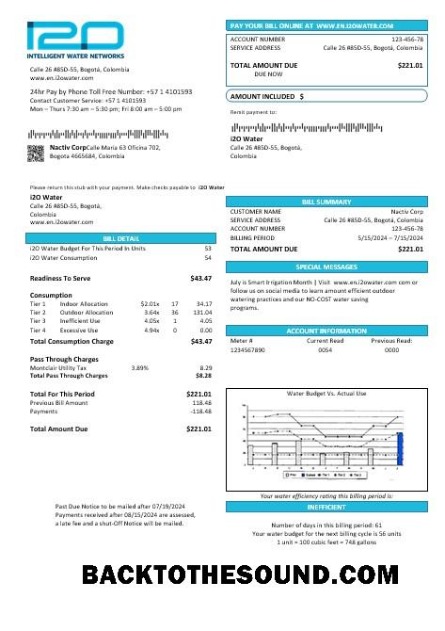 i2O
INTELLIGENT WATER NETWORKS
Calle 26 #85D-55, Bogotá, Colombia
www.en.i2owater.com
24hr Pay by Phone Toll Free Number: +57 1 4101593
Contact Customer Service: +57 1 4101593
Mon – Thurs 7:30 am – 5:30 pm; Fri 8:00 am – 5:00 pm
Nactiv Corp Calle María 63 Oficina 702,
Bogota 4665684, Colombia
PAY YOUR BILL ONLINE AT WWW.EN.I2OWATER.COM
ACCOUNT NUMBER 123-456-78
SERVICE ADDRESS Calle 26 #85D-55, Bogotá, Colombia
TOTAL AMOUNT DUE $221.01
DUE NOW
AMOUNT INCLUDED $
Remit payment to:
i2O Water
Calle 26 #85D-55, Bogotá,
Colombia
Please return this stub with your payment. Make checks payable to i2O Water
i2O Water
Calle 26 #85D-55, Bogotá,
Colombia
www.en.i2owater.com
BILL DETAIL
i2O Water Budget For This Period In Units 53
i2O Water Consumption 54
Readiness To Serve $43.47
Consumption
Tier 1 Indoor Allocation $2.01x 17 34.17
Tier 2 Outdoor Allocation 3.64x 36 131.04
Tier 3 Inefficient Use 4.05x 1 4.05
Tier 4 Excessive Use 4.94x 0 0.00
Total Consumption Charge $43.47
Pass Through Charges
Montclair Utility Tax 3.89% 8.29
Total Pass Through Charges $8.28
Total For This Period $221.01
Previous Bill Amount 118.48
Payments -118.48
Total Amount Due $221.01
Past Due Notice to be mailed after 07/19/2024
Payments received after 08/15/2024 are assessed,
a late fee and a shut-Off Notice will be mailed.
BILL SUMMARY
CUSTOMER NAME Nactiv Corp
SERVICE ADDRESS Calle 26 #85D-55, Bogotá, Colombia
ACCOUNT NUMBER 123-456-78
BILLING PERIOD 5/15/2024 – 7/15/2024
TOTAL AMOUNT DUE $221.01
SPECIAL MESSAGES
July is Smart Irrigation Month | Visit www.en.i2owater.com com or
follow us on social media to learn amount efficient outdoor
watering practices and our NO-COST water saving
programs.
ACCOUNT INFORMATION
Meter # Current Read Previous Read:
1234567890 0054 0000
Water Budget Vs. Actual Use
Your water efficiency rating this billing period is:
INEFFICIENT
Number of days in this billing period: 61
Your water budget for the next billing cycle is 56 units
1 unit = 100 cubic feet = 748 gallons
BACKTOTHESOUND.COM